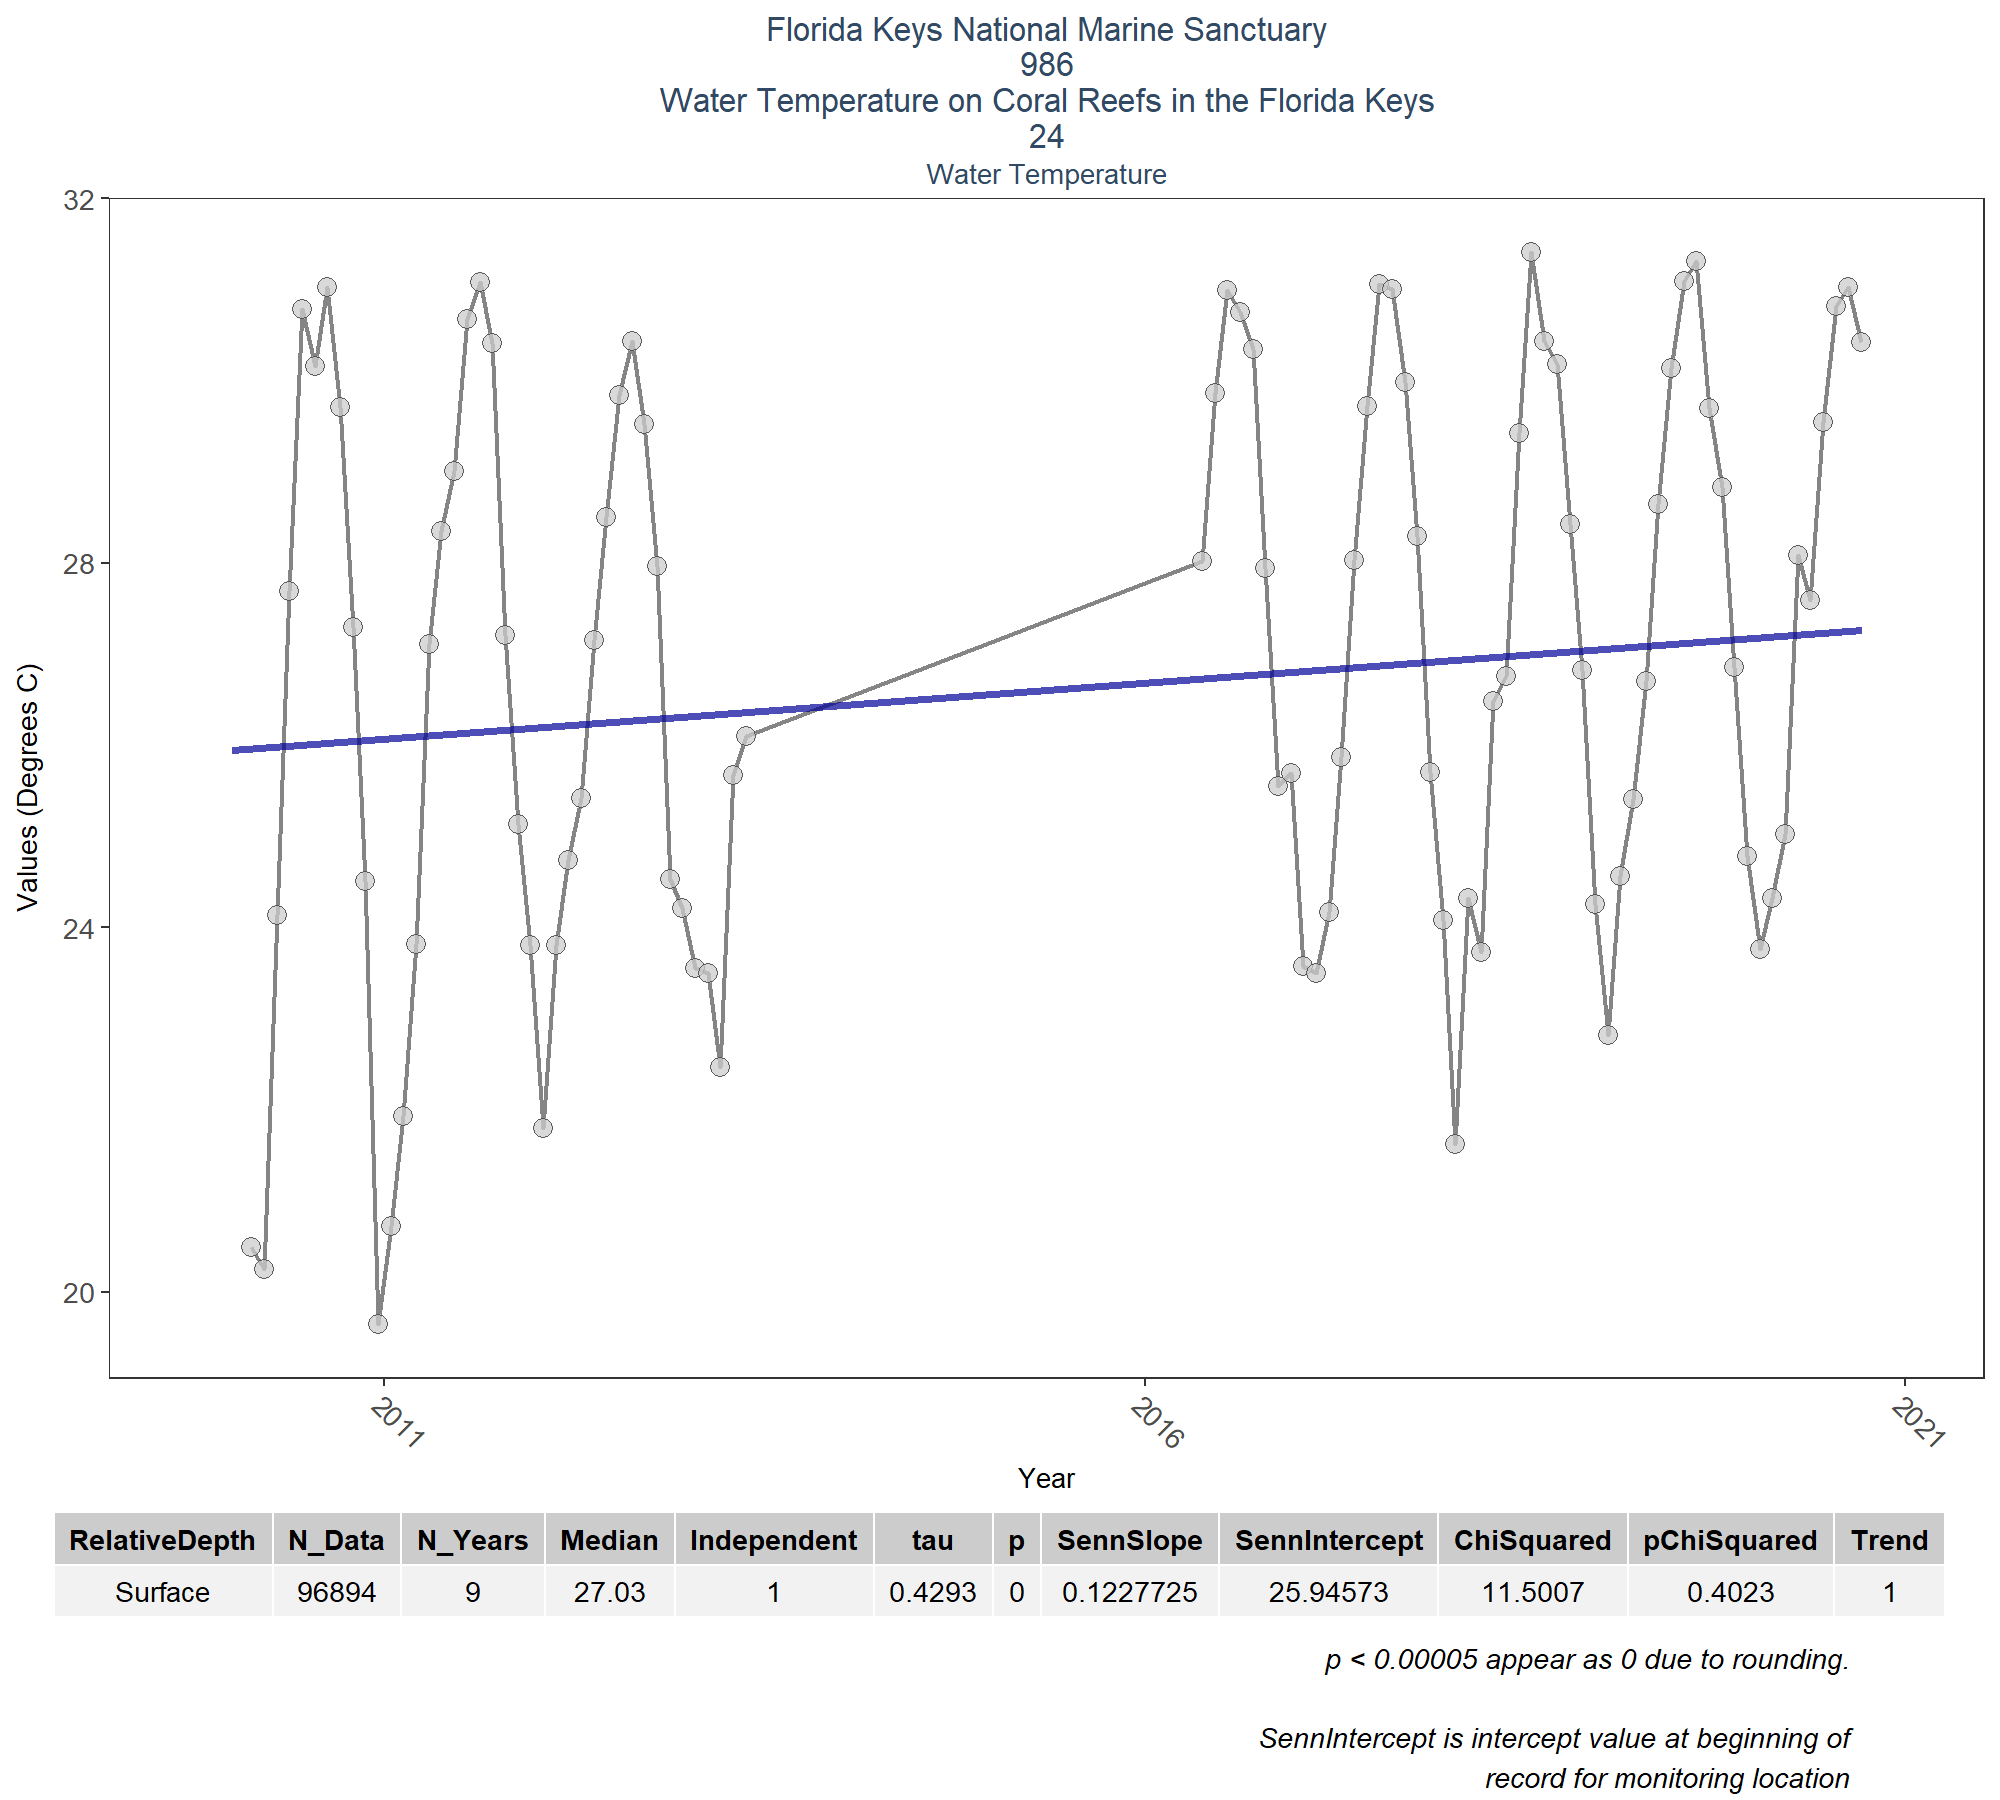 Florida Keys National Marine Sanctuary
986
Water Temperature on Coral Reefs in the Florida Keys
24
Water Temperature
32
28
24
20
Values (Degrees C)
2011
2016
2021
Year
RelativeDepth N_Data N_Years Median Independent tau p SennSlope SennIntercept ChiSquared pChiSquared Trend
Surface 96894 9 27.03 1 0.4293 0 0.1227725 25.94573 11.5007 0.4023 1
p < 0.00005 appear as 0 due to rounding.
SennIntercept is intercept value at beginning of
record for monitoring location